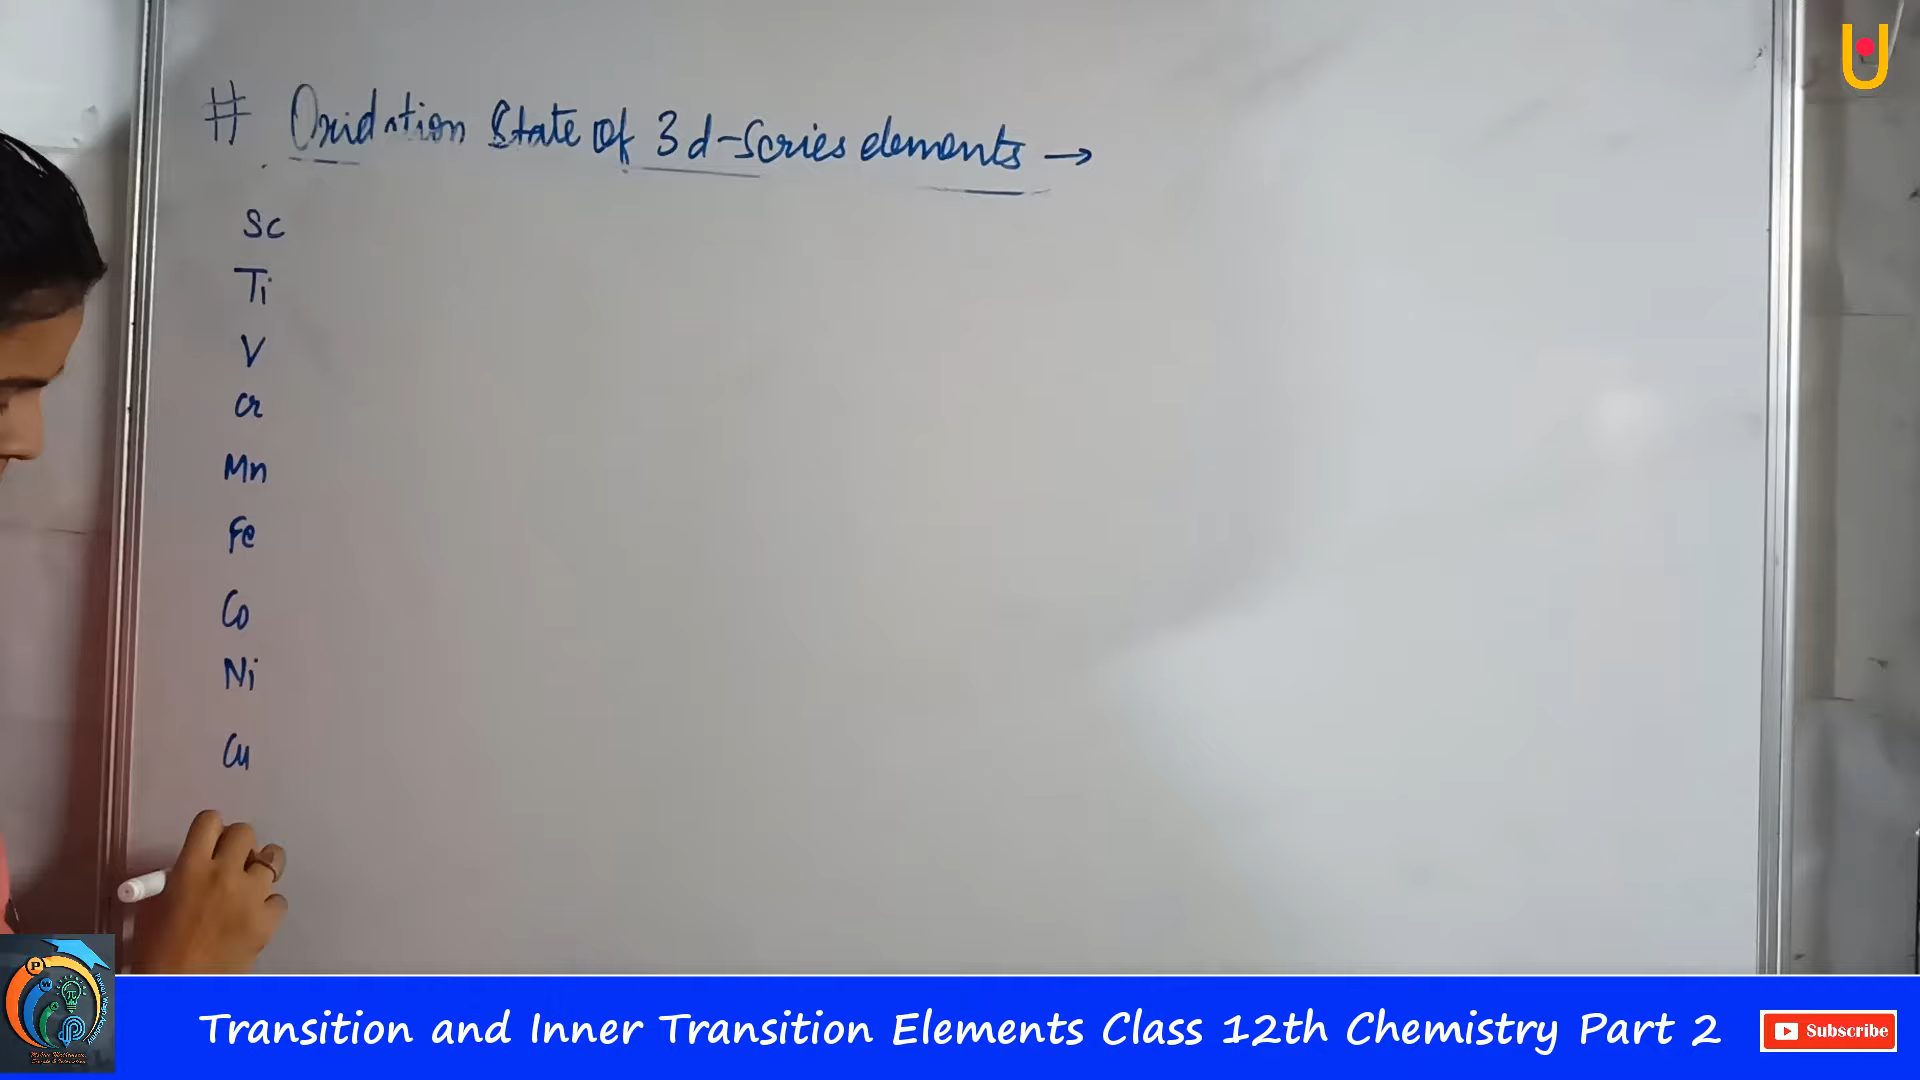 # Oxidation State of 3d-Series elements →
Sc
Ti
V
Cr
Mn
Fe
Co
Ni
Cu
Transition and Inner Transition Elements Class 12th Chemistry Part 2
Subscribe